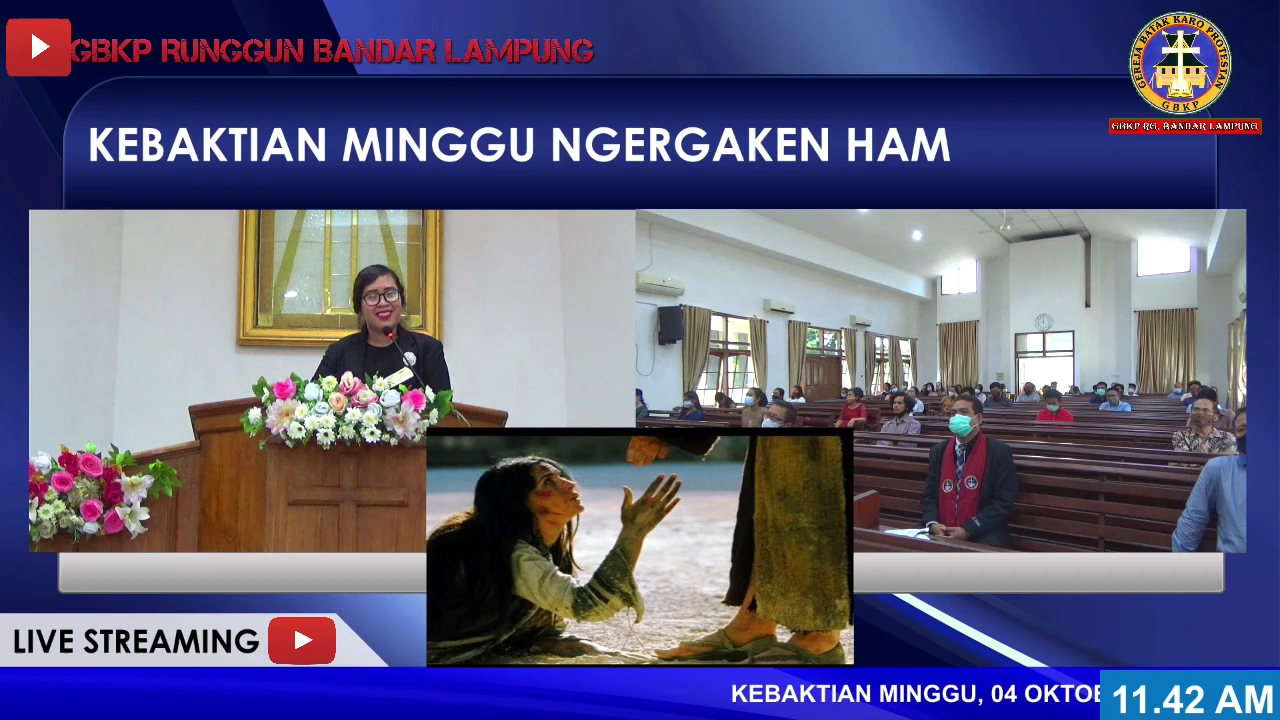 GBKP RUNGGUN BANDAR LAMPUNG
GEREJA BATAK KARO PROTESTAN
GBKP
GBKP RG. BANDAR LAMPUNG
KEBAKTIAN MINGGU NGERGAKEN HAM
LIVE STREAMING
KEBAKTIAN MINGGU, 04 OKTOB
11.42 AM